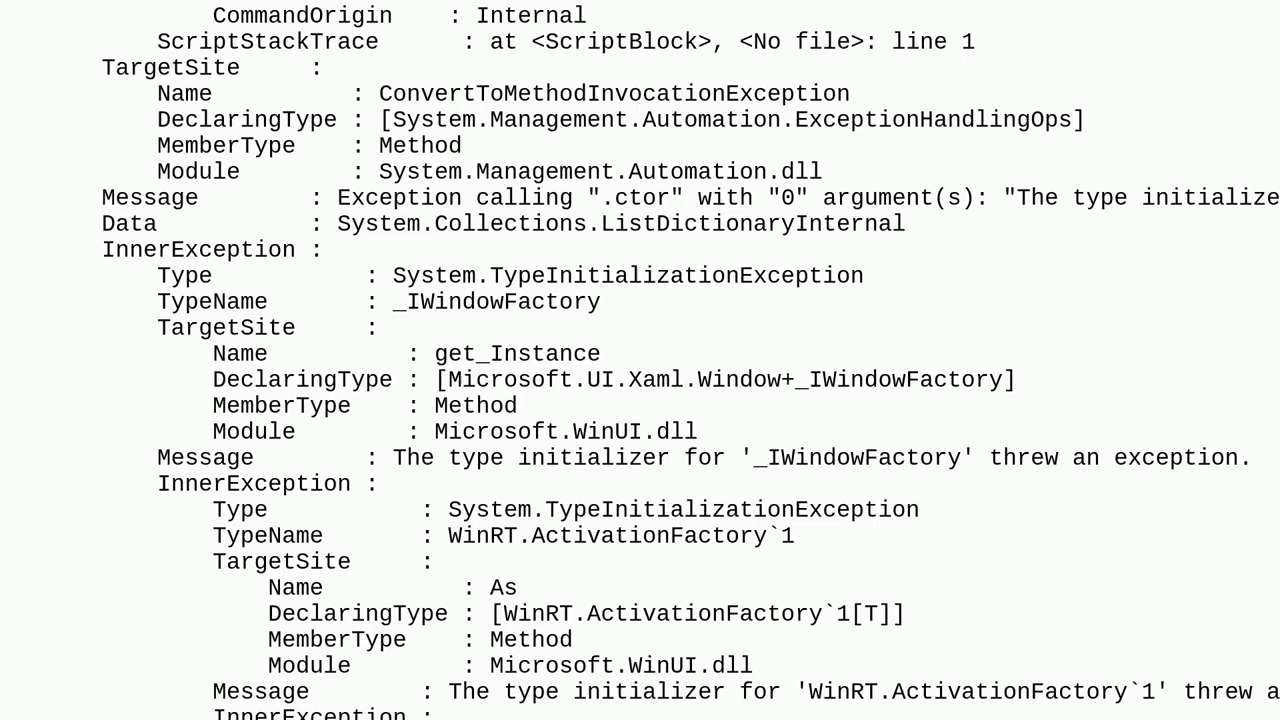 CommandOrigin    : Internal
ScriptStackTrace      : at <ScriptBlock>, <No file>: line 1
TargetSite     :
Name          : ConvertToMethodInvocationException
DeclaringType : [System.Management.Automation.ExceptionHandlingOps]
MemberType    : Method
Module        : System.Management.Automation.dll
Message        : Exception calling ".ctor" with "0" argument(s): "The type initialize
Data           : System.Collections.ListDictionaryInternal
InnerException :
Type           : System.TypeInitializationException
TypeName       : _IWindowFactory
TargetSite     :
Name          : get_Instance
DeclaringType : [Microsoft.UI.Xaml.Window+_IWindowFactory]
MemberType    : Method
Module        : Microsoft.WinUI.dll
Message        : The type initializer for '_IWindowFactory' threw an exception.
InnerException :
Type           : System.TypeInitializationException
TypeName       : WinRT.ActivationFactory`1
TargetSite     :
Name          : As
DeclaringType : [WinRT.ActivationFactory`1[T]]
MemberType    : Method
Module        : Microsoft.WinUI.dll
Message        : The type initializer for 'WinRT.ActivationFactory`1' threw a
InnerException :